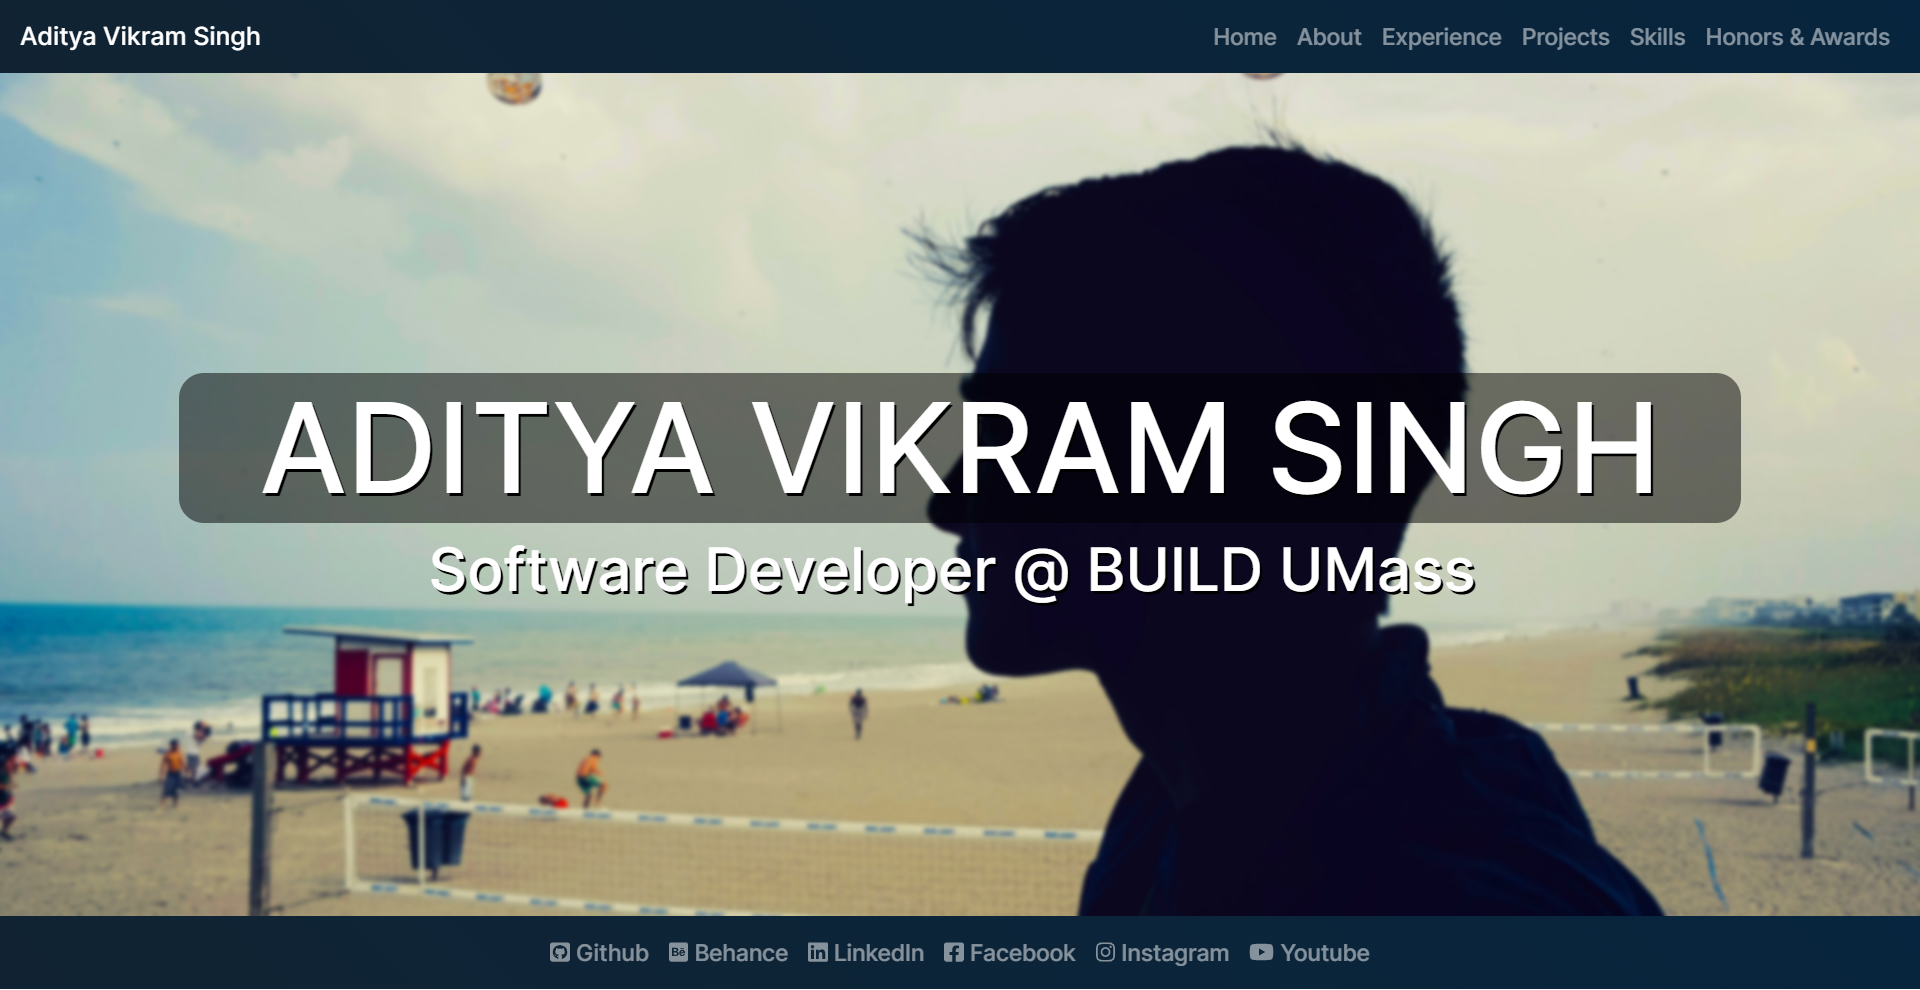 Aditya Vikram Singh Home About Experience Projects Skills Honors & Awards
ADITYA VIKRAM SINGH
Software Developer @ BUILD UMass
Github Behance LinkedIn Facebook Instagram Youtube